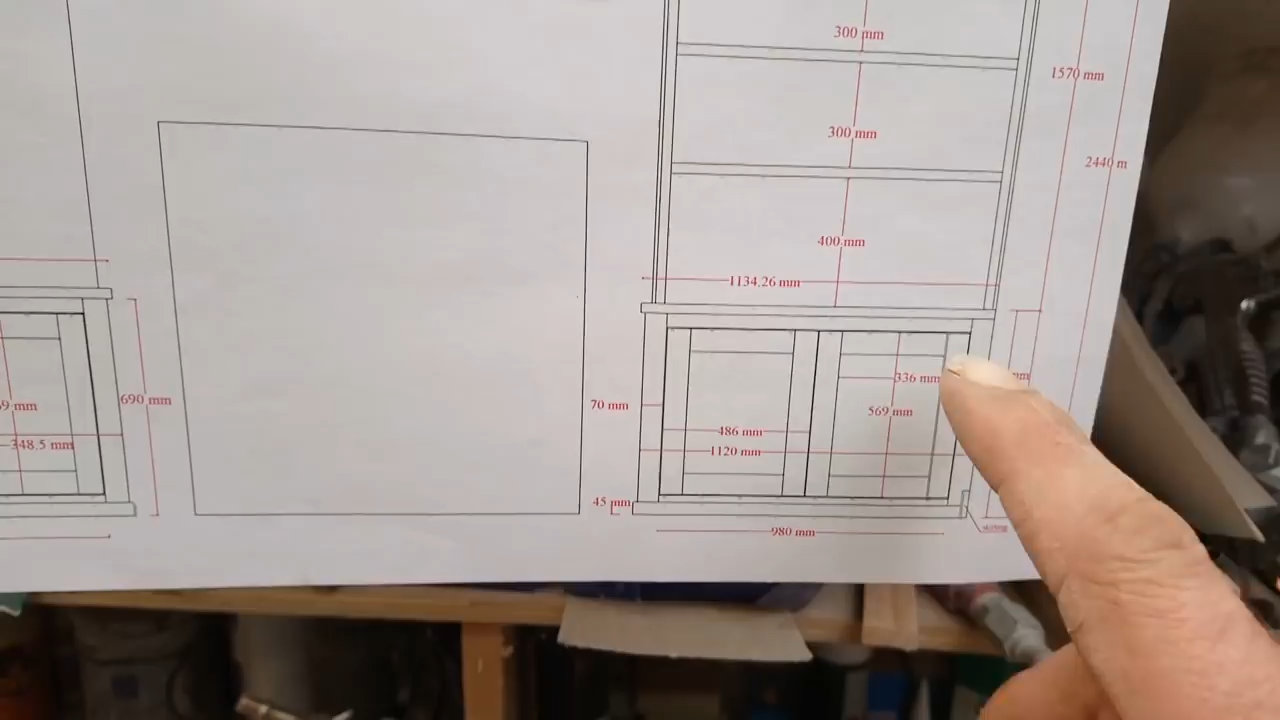 300 mm
1570 mm
300 mm
2440 m
400 mm
1134.26 mm
336 mm
mm
690 mm
9 mm
70 mm
569 mm
348.5 mm
486 mm
1120 mm
45 mm
980 mm